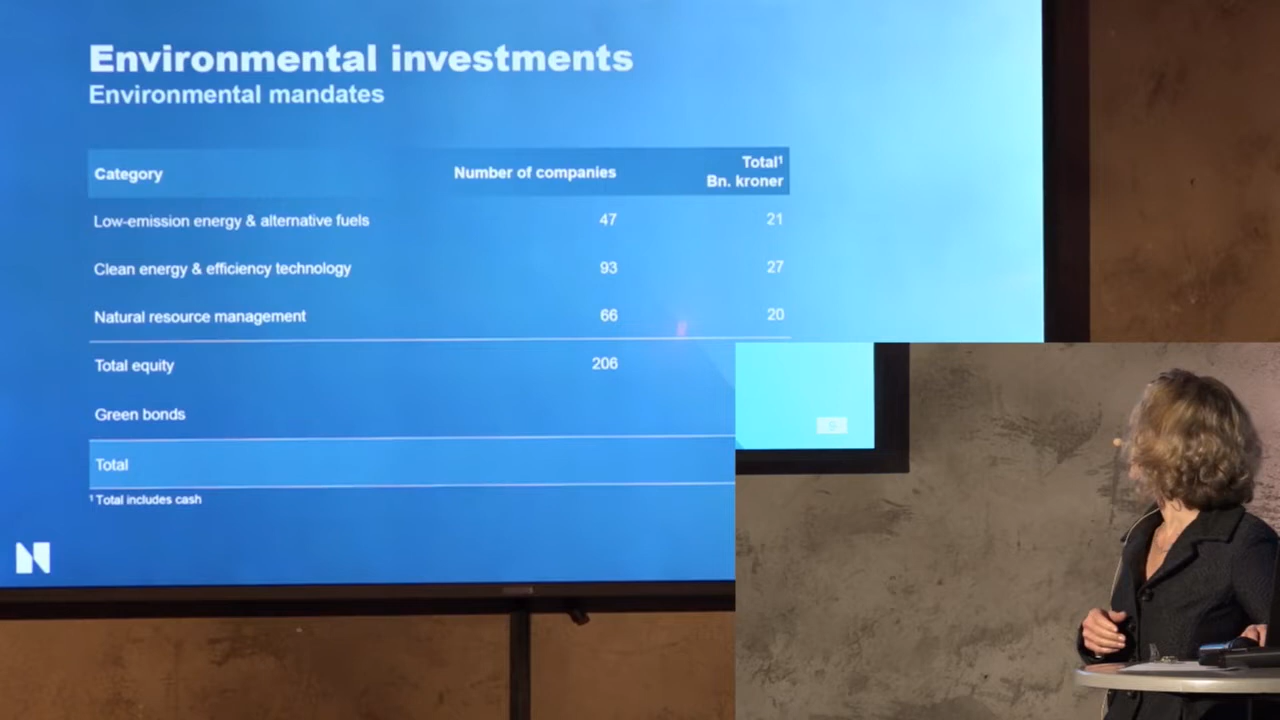 Environmental investments
Environmental mandates
Category Number of companies Total¹ Bn. kroner
Low-emission energy & alternative fuels 47 21
Clean energy & efficiency technology 93 27
Natural resource management 66 20
Total equity 206
Green bonds
Total
¹ Total includes cash